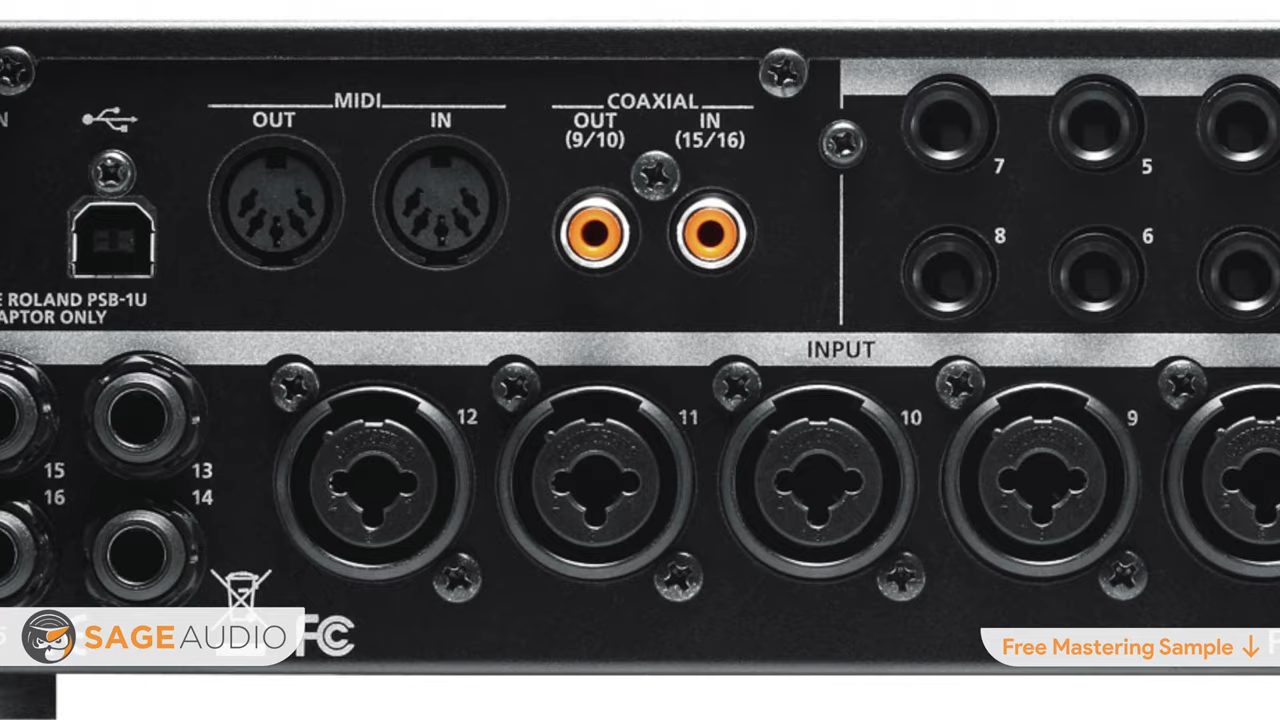 MIDI
OUT
IN
COAXIAL
OUT
(9/10)
IN
(15/16)
7
5
8
6
ROLAND PSB-1U
ONLY
INPUT
12
11
10
9
15
13
16
14
FC
SAGE AUDIO
Free Mastering Sample ↓